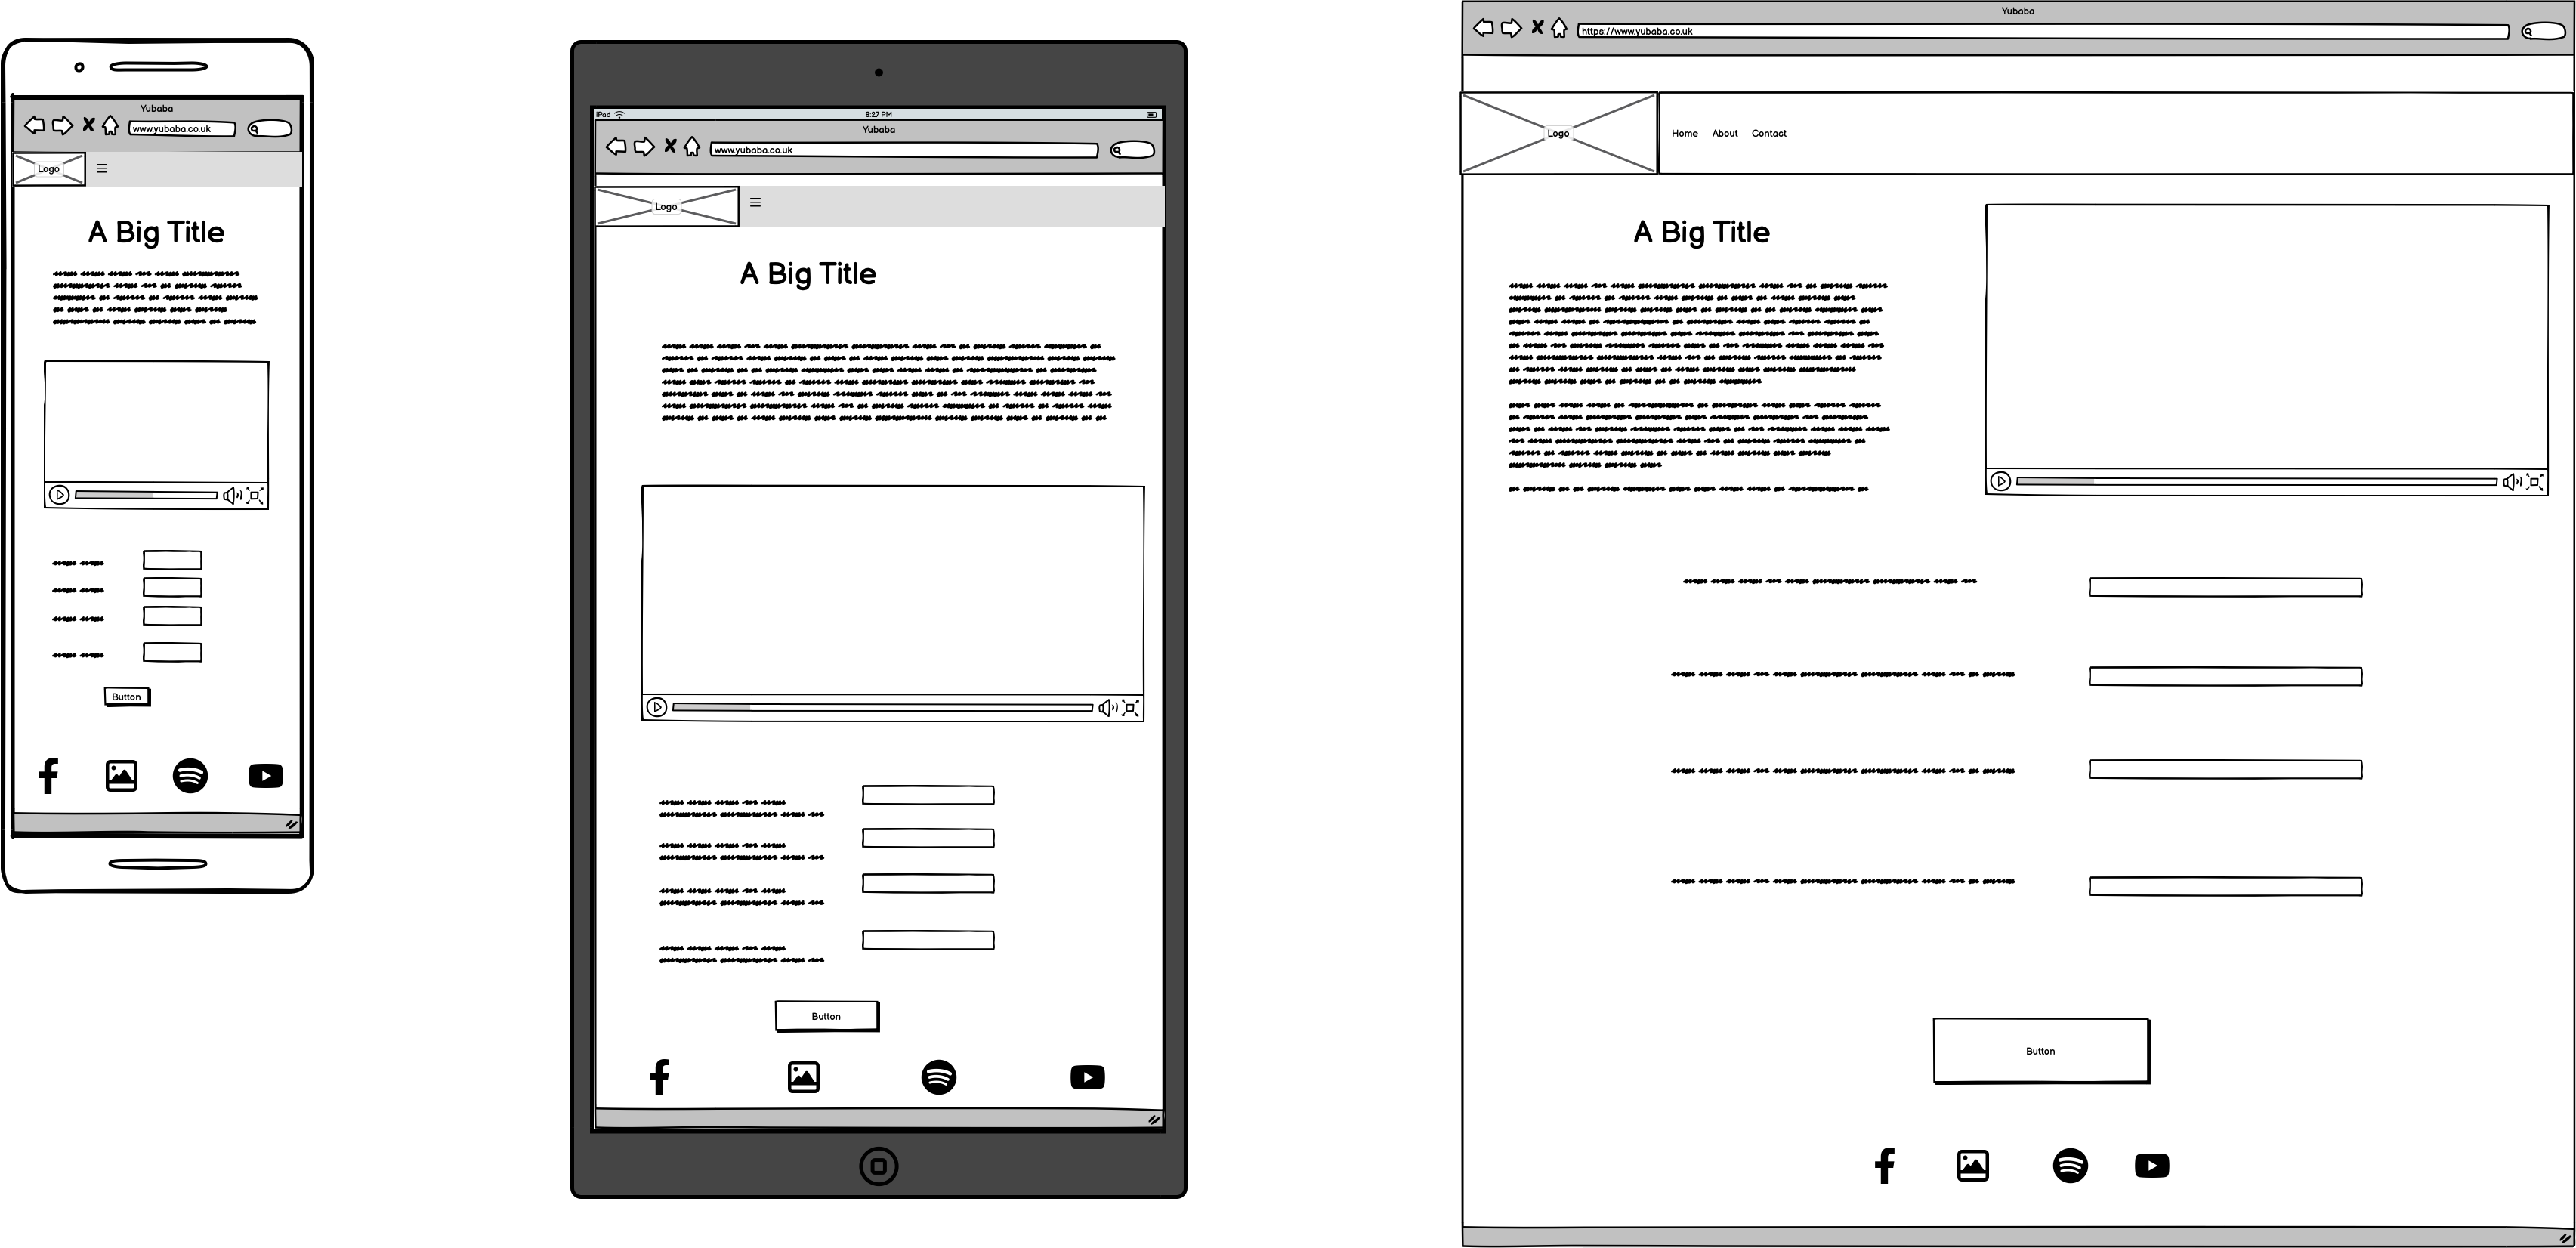 Yubaba
www.yubaba.co.uk
Logo
A Big Title
Button
iPad
8:27 PM
Yubaba
www.yubaba.co.uk
Logo
A Big Title
Button
Yubaba
https://www.yubaba.co.uk
Logo
Home About Contact
A Big Title
Button